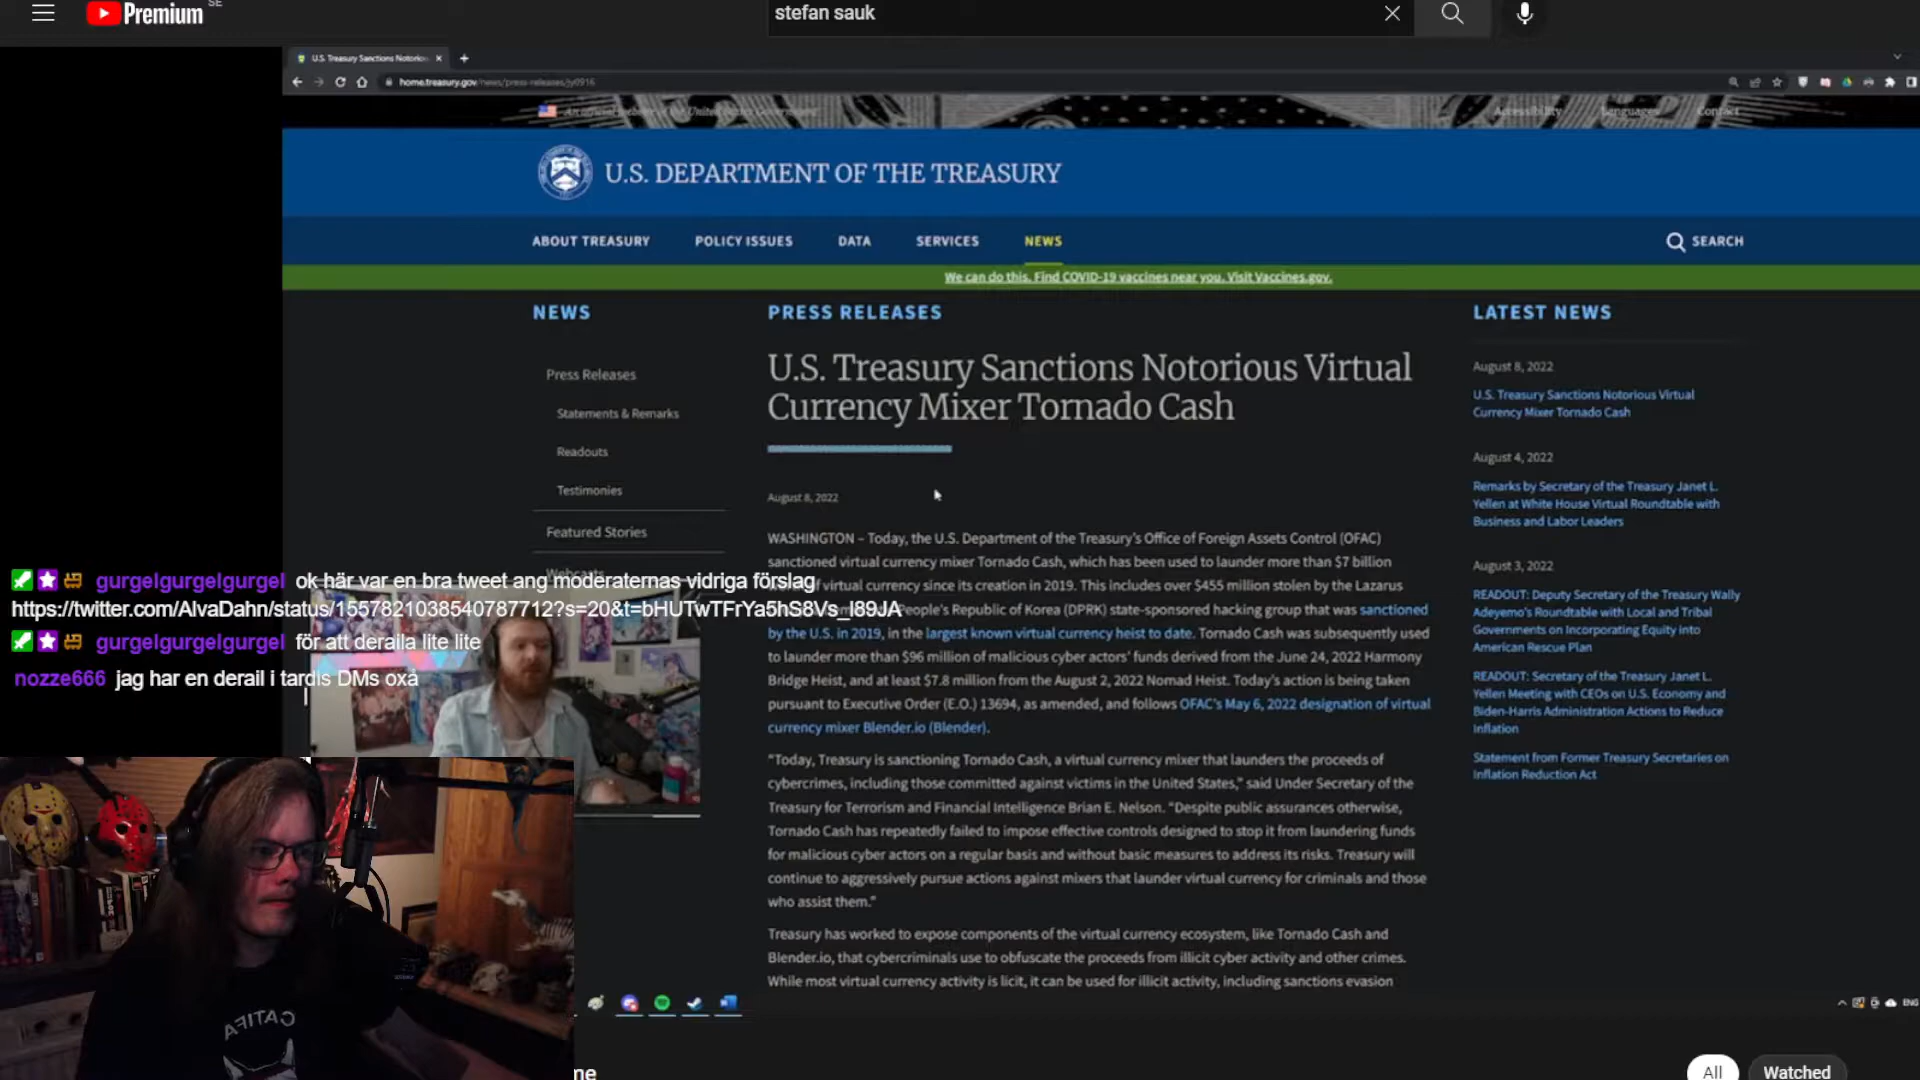 Premium SE
stefan sauk
U.S. Treasury Sanctions Notorio
home.treasury.gov/news/press-releases/jy0916
Accessibility Languages Contact
U.S. DEPARTMENT OF THE TREASURY
ABOUT TREASURY POLICY ISSUES DATA SERVICES NEWS SEARCH
We can do this. Find COVID-19 vaccines near you. Visit Vaccines.gov.
NEWS
Press Releases
Statements & Remarks
Readouts
Testimonies
Featured Stories
Webcasts
PRESS RELEASES
U.S. Treasury Sanctions Notorious Virtual
Currency Mixer Tornado Cash
August 8, 2022
WASHINGTON – Today, the U.S. Department of the Treasury's Office of Foreign Assets Control (OFAC)
sanctioned virtual currency mixer Tornado Cash, which has been used to launder more than $7 billion
virtual currency since its creation in 2019. This includes over $455 million stolen by the Lazarus
People's Republic of Korea (DPRK) state-sponsored hacking group that was sanctioned
by the U.S. in 2019, in the largest known virtual currency heist to date. Tornado Cash was subsequently used
to launder more than $96 million of malicious cyber actors' funds derived from the June 24, 2022 Harmony
Bridge Heist, and at least $7.8 million from the August 2, 2022 Nomad Heist. Today's action is being taken
pursuant to Executive Order (E.O.) 13694, as amended, and follows OFAC's May 6, 2022 designation of virtual
currency mixer Blender.io (Blender).
"Today, Treasury is sanctioning Tornado Cash, a virtual currency mixer that launders the proceeds of
cybercrimes, including those committed against victims in the United States," said Under Secretary of the
Treasury for Terrorism and Financial Intelligence Brian E. Nelson. "Despite public assurances otherwise,
Tornado Cash has repeatedly failed to impose effective controls designed to stop it from laundering funds
for malicious cyber actors on a regular basis and without basic measures to address its risks. Treasury will
continue to aggressively pursue actions against mixers that launder virtual currency for criminals and those
who assist them."
Treasury has worked to expose components of the virtual currency ecosystem, like Tornado Cash and
Blender.io, that cybercriminals use to obfuscate the proceeds from illicit cyber activity and other crimes.
While most virtual currency activity is licit, it can be used for illicit activity, including sanctions evasion
LATEST NEWS
August 8, 2022
U.S. Treasury Sanctions Notorious Virtual
Currency Mixer Tornado Cash
August 4, 2022
Remarks by Secretary of the Treasury Janet L.
Yellen at White House Virtual Roundtable with
Business and Labor Leaders
August 3, 2022
READOUT: Deputy Secretary of the Treasury Wally
Adeyemo's Roundtable with Local and Tribal
Governments on Incorporating Equity into
American Rescue Plan
READOUT: Secretary of the Treasury Janet L.
Yellen Meeting with CEOs on U.S. Economy and
Biden-Harris Administration Actions to Reduce
Inflation
Statement from Former Treasury Secretaries on
Inflation Reduction Act
gurgelgurgelgurgel ok här var en bra tweet ang moderaternas vidriga förslag
https://twitter.com/AlvaDahn/status/1557821038540787712?s=20&t=bHUTwTFrYa5hS8Vs_I89JA
gurgelgurgelgurgel för att deraila lite lite
nozze666 jag har en derail i tardis DMs oxå
CATIFA
ENG
me
All Watched